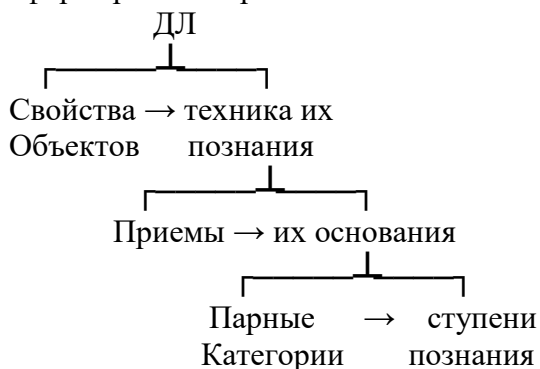 ДЛ
Свойства → техника их
Объектов познания
Приемы → их основания
Парные → ступени
Категории познания